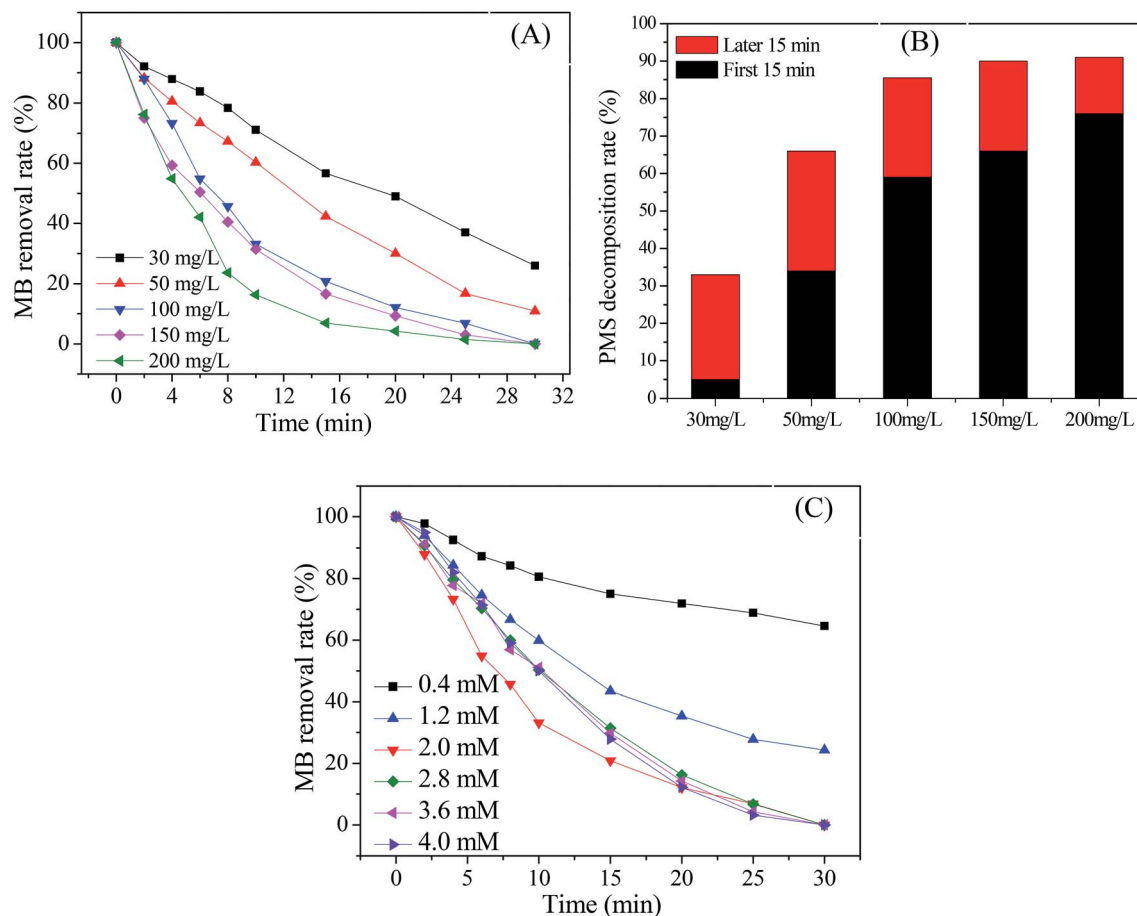 (A)
MB removal rate (%)
100
80
60
40
20
0
30 mg/L
50 mg/L
100 mg/L
150 mg/L
200 mg/L
0 4 8 12 16 20 24 28 32
Time (min)
(B)
Later 15 min
First 15 min
PMS decomposition rate (%)
100
90
80
70
60
50
40
30
20
10
0
30mg/L 50mg/L 100mg/L 150mg/L 200mg/L
(C)
MB removal rate (%)
100
80
60
40
20
0
0.4 mM
1.2 mM
2.0 mM
2.8 mM
3.6 mM
4.0 mM
0 5 10 15 20 25 30
Time (min)